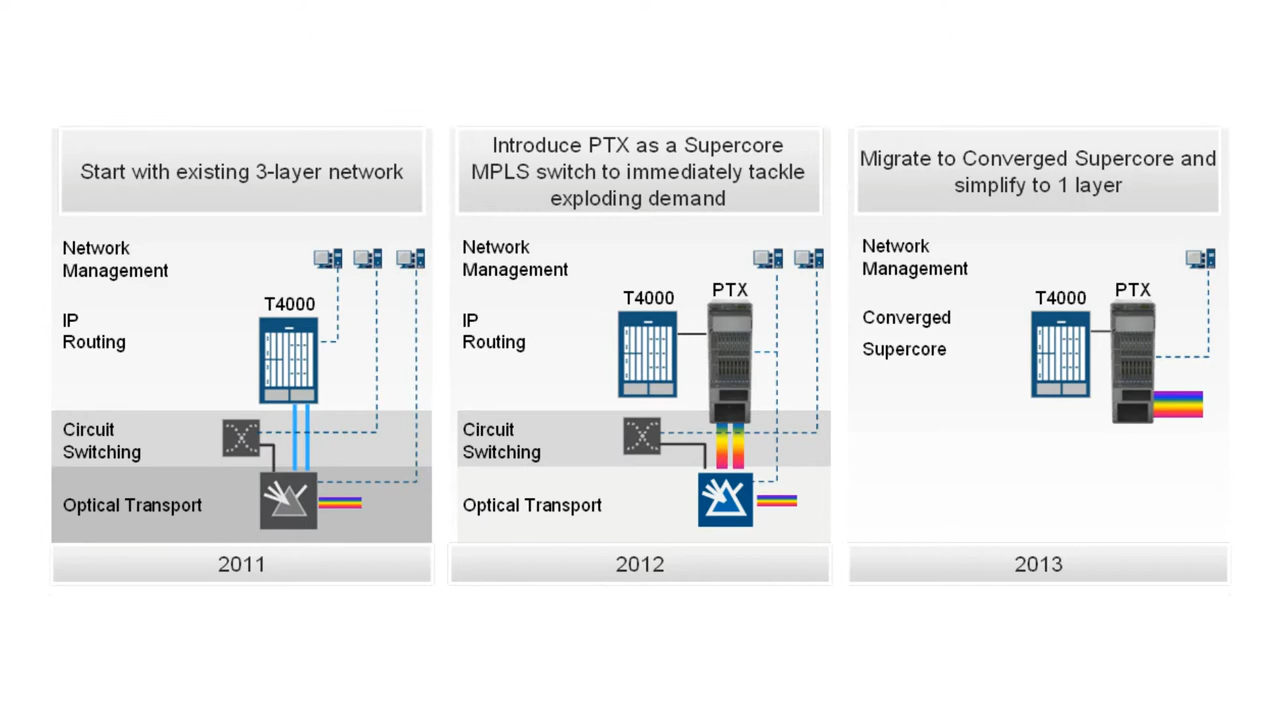 Start with existing 3-layer network
Network
Management
T4000
IP
Routing
Circuit
Switching
Optical Transport
2011
Introduce PTX as a Supercore
MPLS switch to immediately tackle
exploding demand
Network
Management
T4000
PTX
IP
Routing
Circuit
Switching
Optical Transport
2012
Migrate to Converged Supercore and
simplify to 1 layer
Network
Management
T4000
PTX
Converged
Supercore
2013